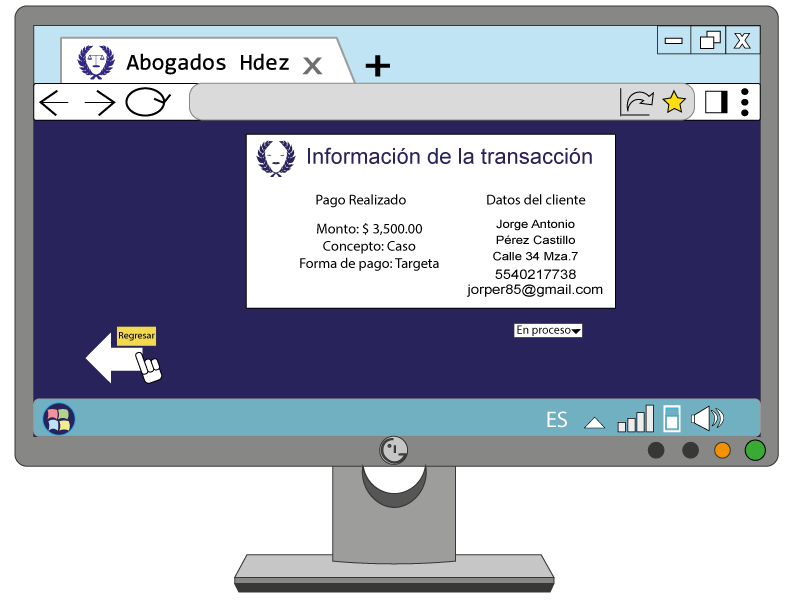 Abogados Hdez X
X
Información de la transacción
Pago Realizado
Monto: $ 3,500.00
Concepto: Caso
Forma de pago: Targeta
Datos del cliente
Jorge Antonio
Pérez Castillo
Calle 34 Mza.7
5540217738
jorper85@gmail.com
Regresar
En proceso
ES